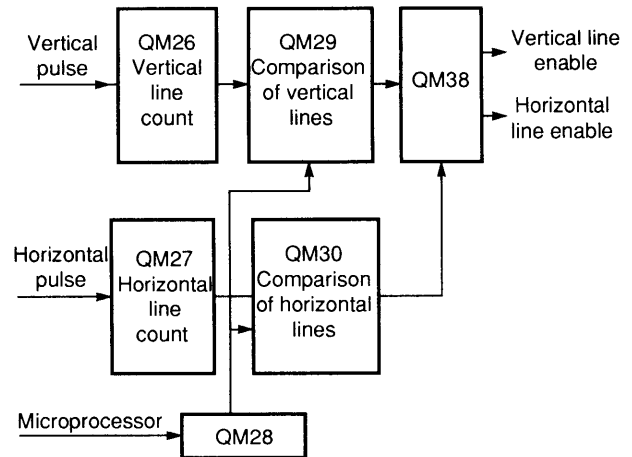 Vertical
pulse
QM26
Vertical
line
count
QM29
Comparison
of vertical
lines
QM38
Vertical line
enable
Horizontal
line enable
Horizontal
pulse
QM27
Horizontal
line
count
QM30
Comparison
of horizontal
lines
Microprocessor
QM28